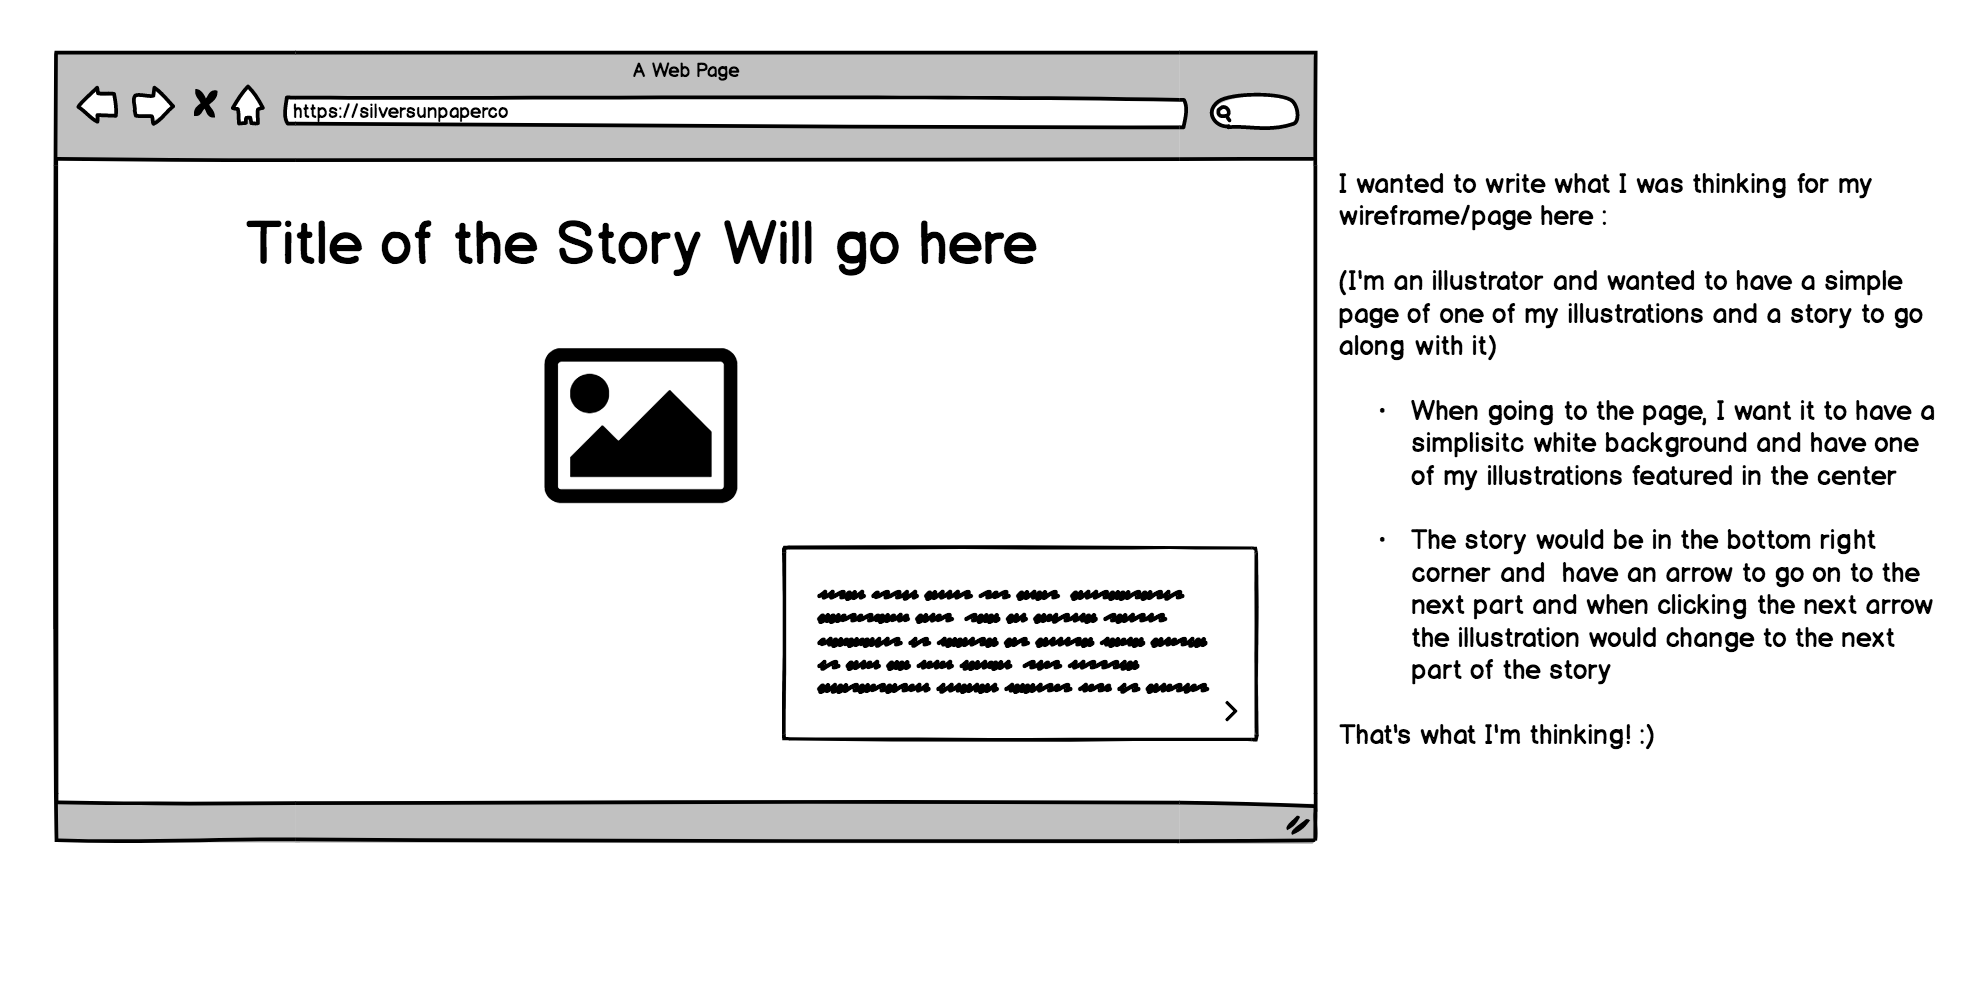 A Web Page
https://silversunpaperco
Title of the Story Will go here
I wanted to write what I was thinking for my
wireframe/page here :
(I'm an illustrator and wanted to have a simple
page of one of my illustrations and a story to go
along with it)
• When going to the page, I want it to have a
simplisitc white background and have one
of my illustrations featured in the center
• The story would be in the bottom right
corner and  have an arrow to go on to the
next part and when clicking the next arrow
the illustration would change to the next
part of the story
That's what I'm thinking! :)